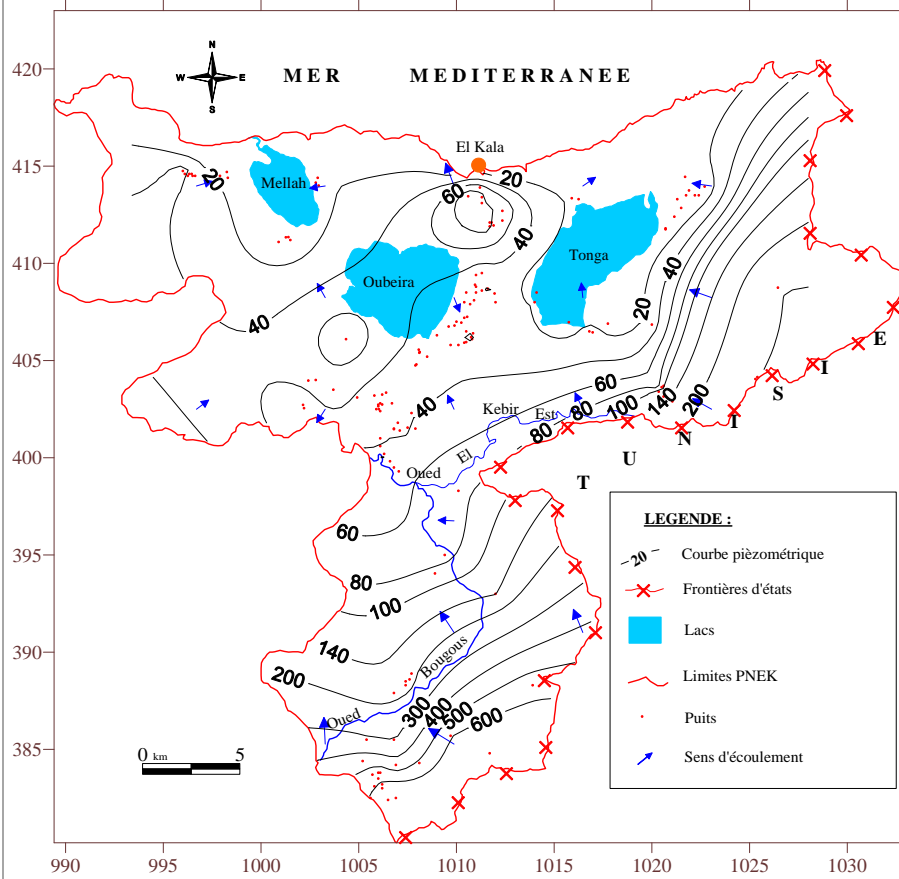 N
W E
S
MER MEDITERRANEE
El Kala
Mellah
Oubeira
Tonga
20
20
60
40
40
20
40
40
60
80
80
100
140
200
Kebir Est
El
Oued
T U N I S I E
60
80
100
140
200
300
400
500
600
Bougous
Oued
0 km 5
LEGENDE :
20 Courbe pièzométrique
Frontières d'états
Lacs
Limites PNEK
Puits
Sens d'écoulement
420
415
410
405
400
395
390
385
990 995 1000 1005 1010 1015 1020 1025 1030